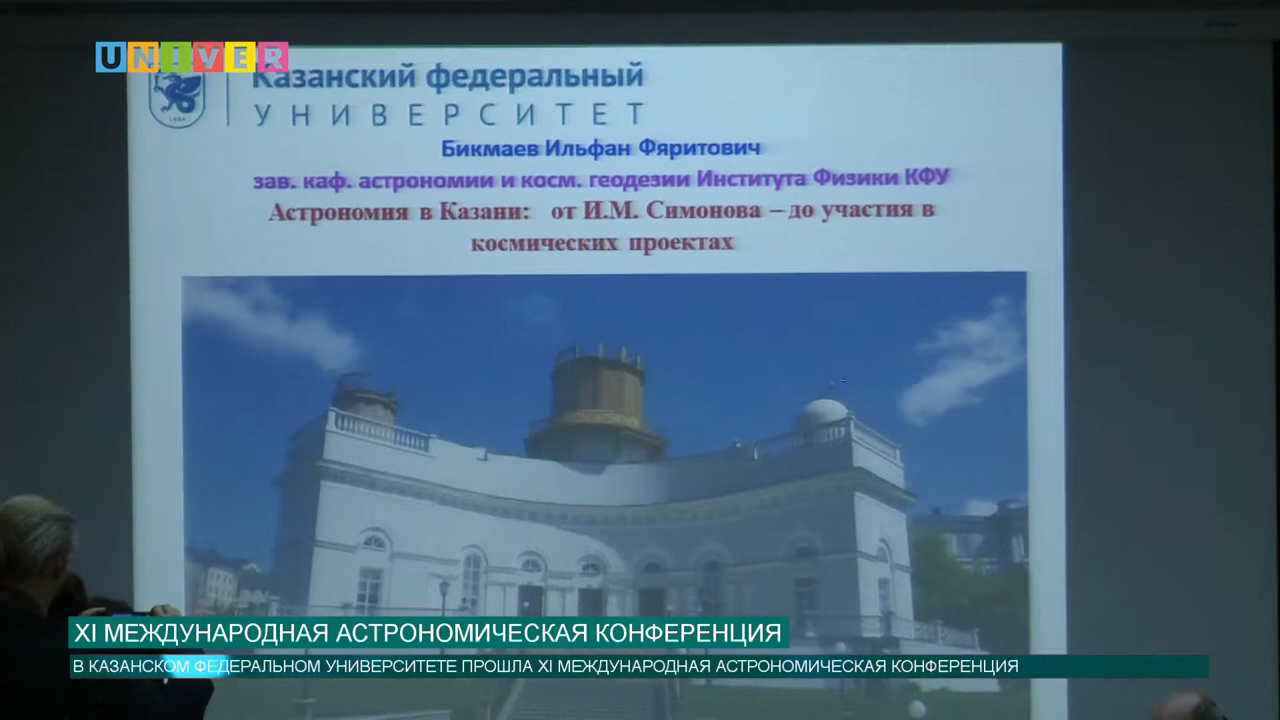 UNIVER
Казанский федеральный
УНИВЕРСИТЕТ
Бикмаев Ильфан Фяритович
зав. каф. астрономии и косм. геодезии Института Физики КФУ
Астрономия в Казани: от И.М. Симонова – до участия в
космических проектах
XI МЕЖДУНАРОДНАЯ АСТРОНОМИЧЕСКАЯ КОНФЕРЕНЦИЯ
В КАЗАНСКОМ ФЕДЕРАЛЬНОМ УНИВЕРСИТЕТЕ ПРОШЛА XI МЕЖДУНАРОДНАЯ АСТРОНОМИЧЕСКАЯ КОНФЕРЕНЦИЯ